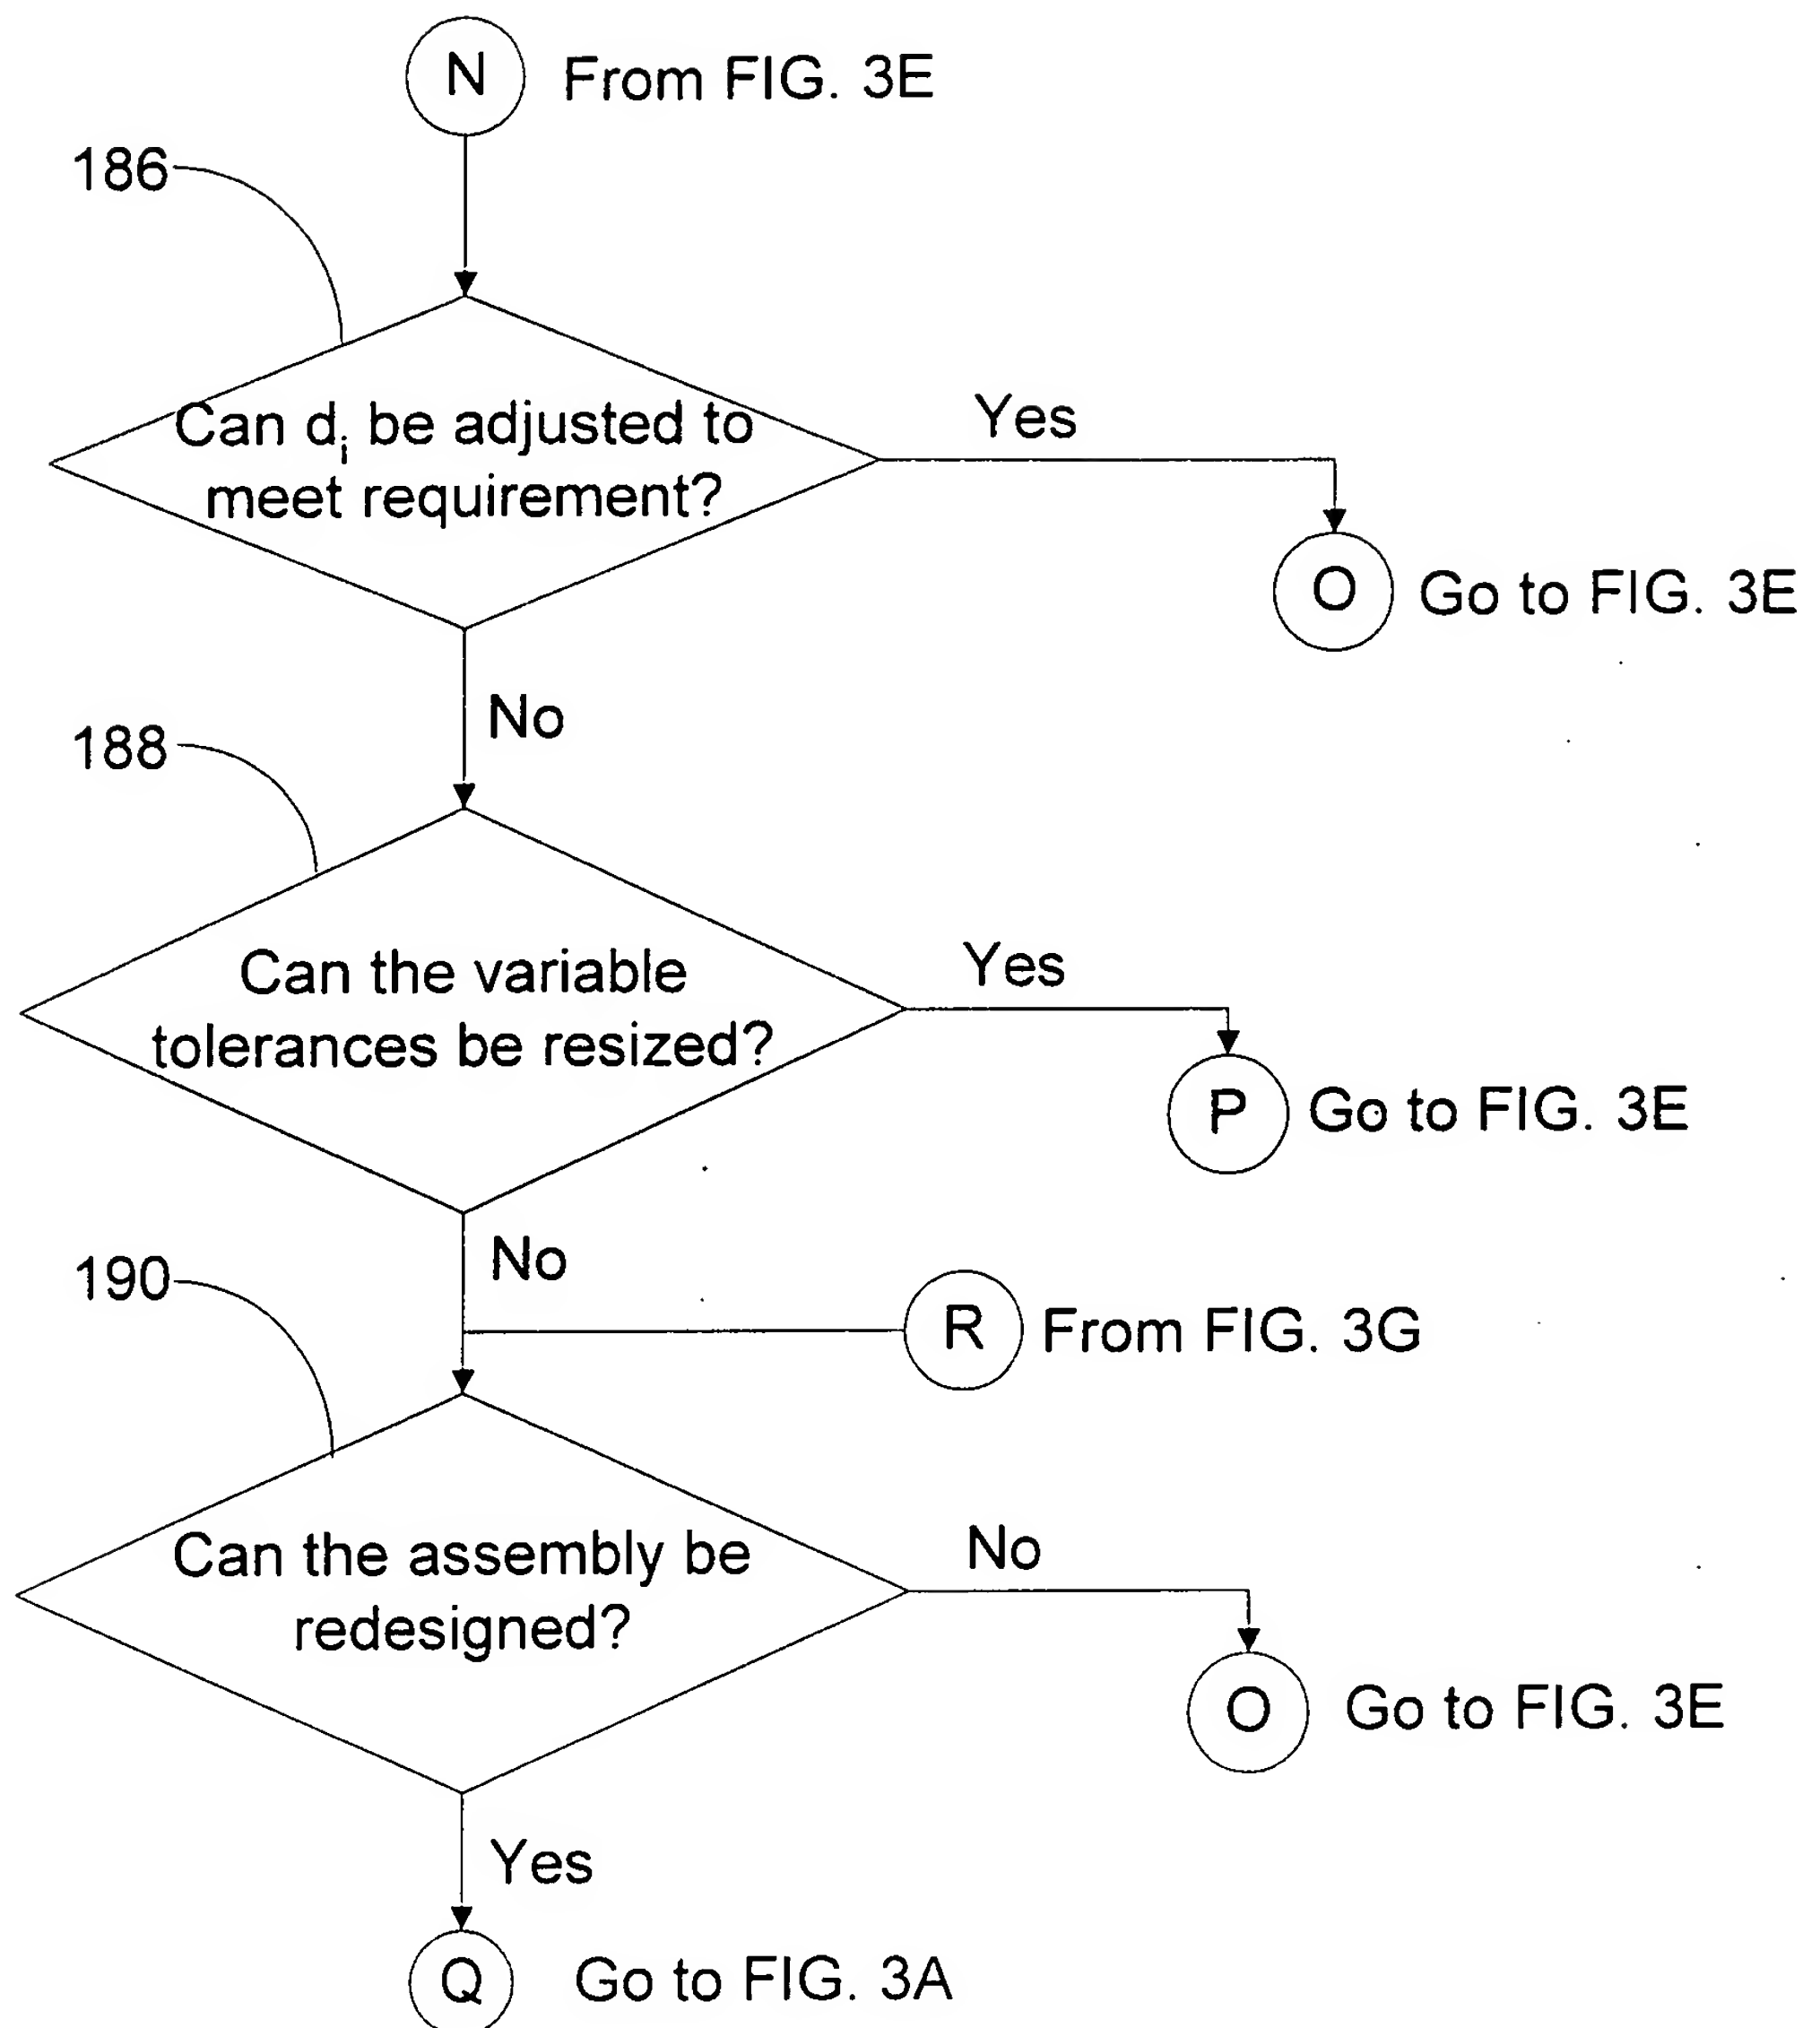 N From FIG. 3E
186
Can di be adjusted to
meet requirement?
Yes
O Go to FIG. 3E
No
188
Can the variable
tolerances be resized?
Yes
P Go to FIG. 3E
No
190
R From FIG. 3G
Can the assembly be
redesigned?
No
O Go to FIG. 3E
Yes
Q Go to FIG. 3A